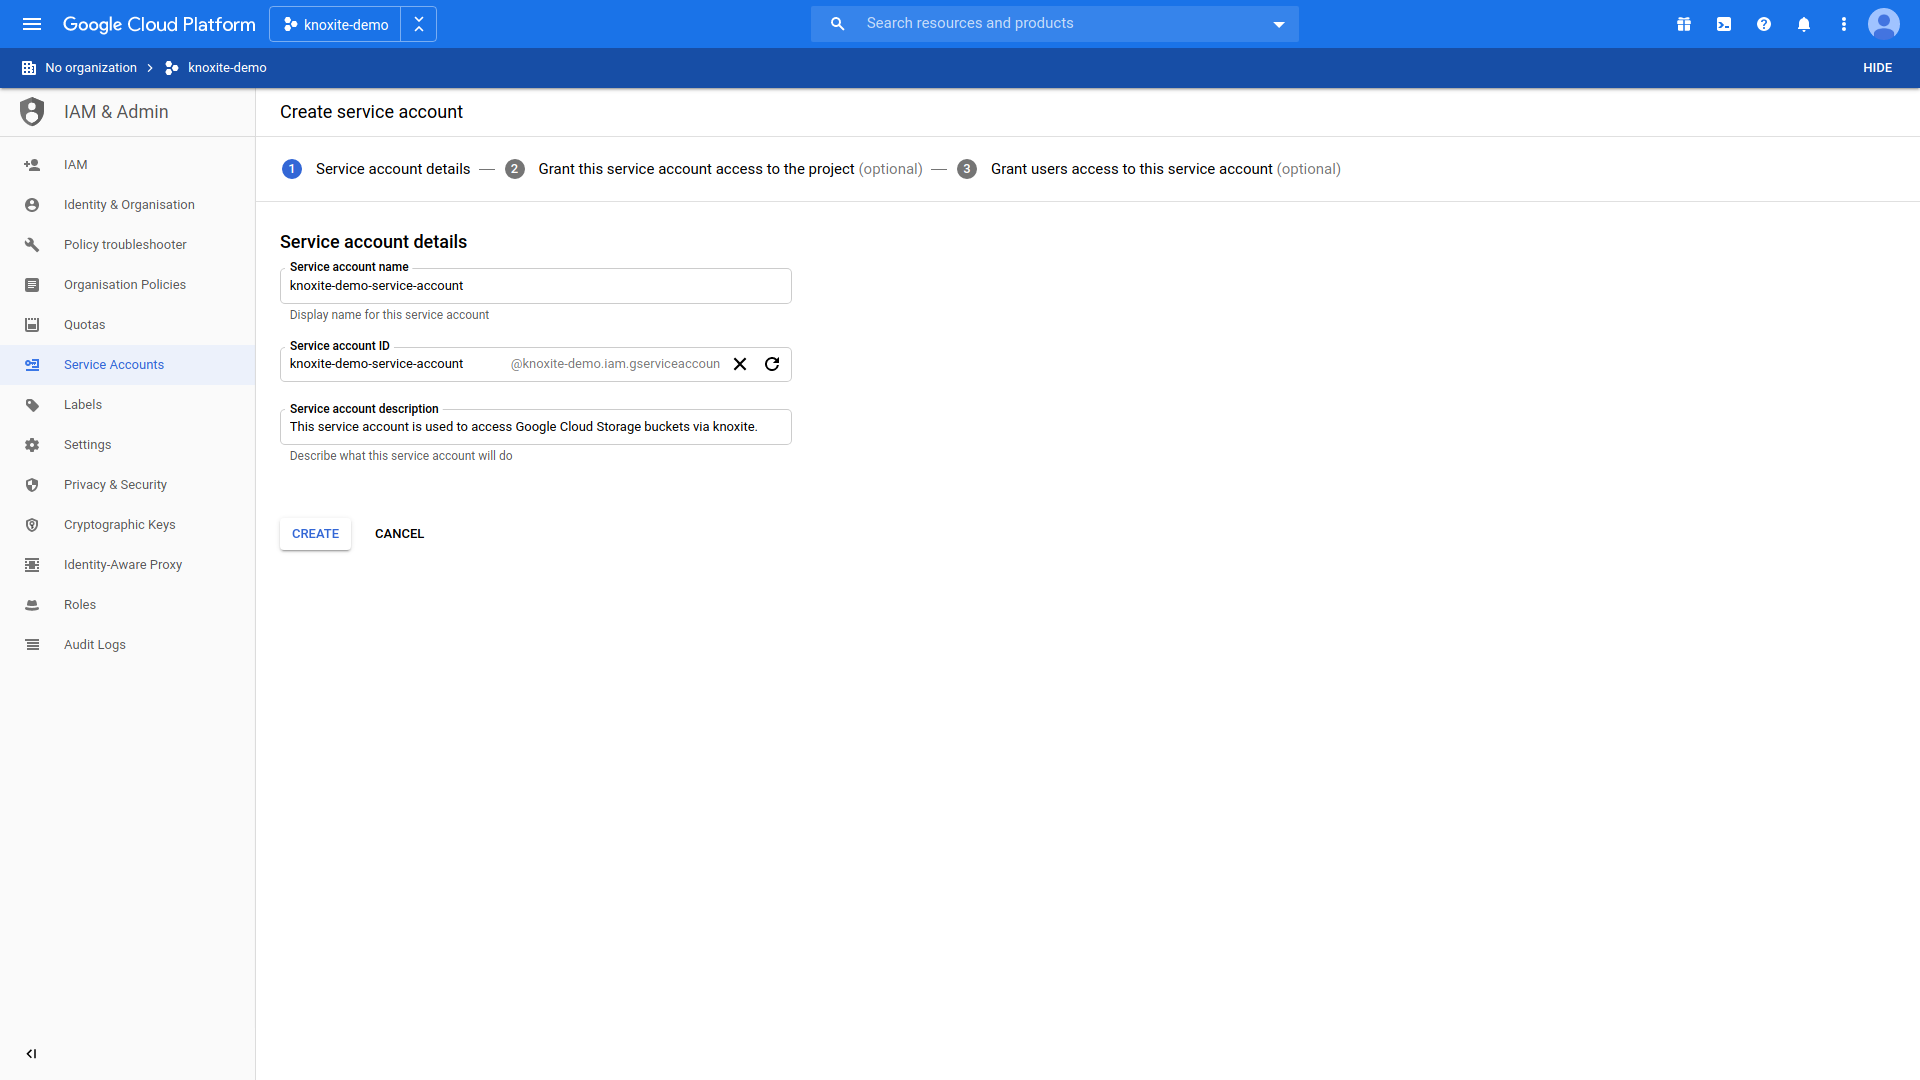 Google Cloud Platform
knoxite-demo
Search resources and products
No organization
knoxite-demo
HIDE
IAM & Admin
IAM
Identity & Organisation
Policy troubleshooter
Organisation Policies
Quotas
Service Accounts
Labels
Settings
Privacy & Security
Cryptographic Keys
Identity-Aware Proxy
Roles
Audit Logs
Create service account
1 Service account details — 2 Grant this service account access to the project (optional) — 3 Grant users access to this service account (optional)
Service account details
Service account name
knoxite-demo-service-account
Display name for this service account
Service account ID
knoxite-demo-service-account @knoxite-demo.iam.gserviceaccoun
Service account description
This service account is used to access Google Cloud Storage buckets via knoxite.
Describe what this service account will do
CREATE CANCEL